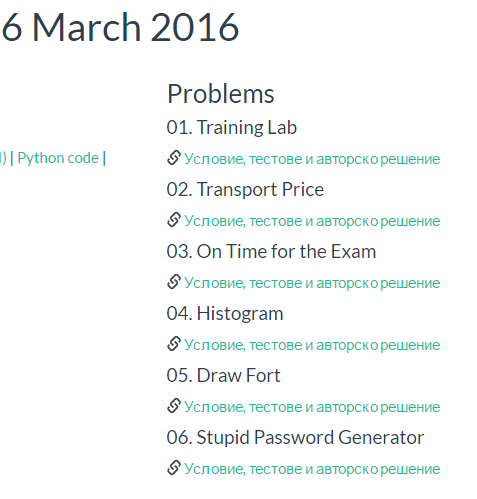 6 March 2016
Problems
01. Training Lab
) | Python code |
Условие, тестове и авторско решение
02. Transport Price
Условие, тестове и авторско решение
03. On Time for the Exam
Условие, тестове и авторско решение
04. Histogram
Условие, тестове и авторско решение
05. Draw Fort
Условие, тестове и авторско решение
06. Stupid Password Generator
Условие, тестове и авторско решение